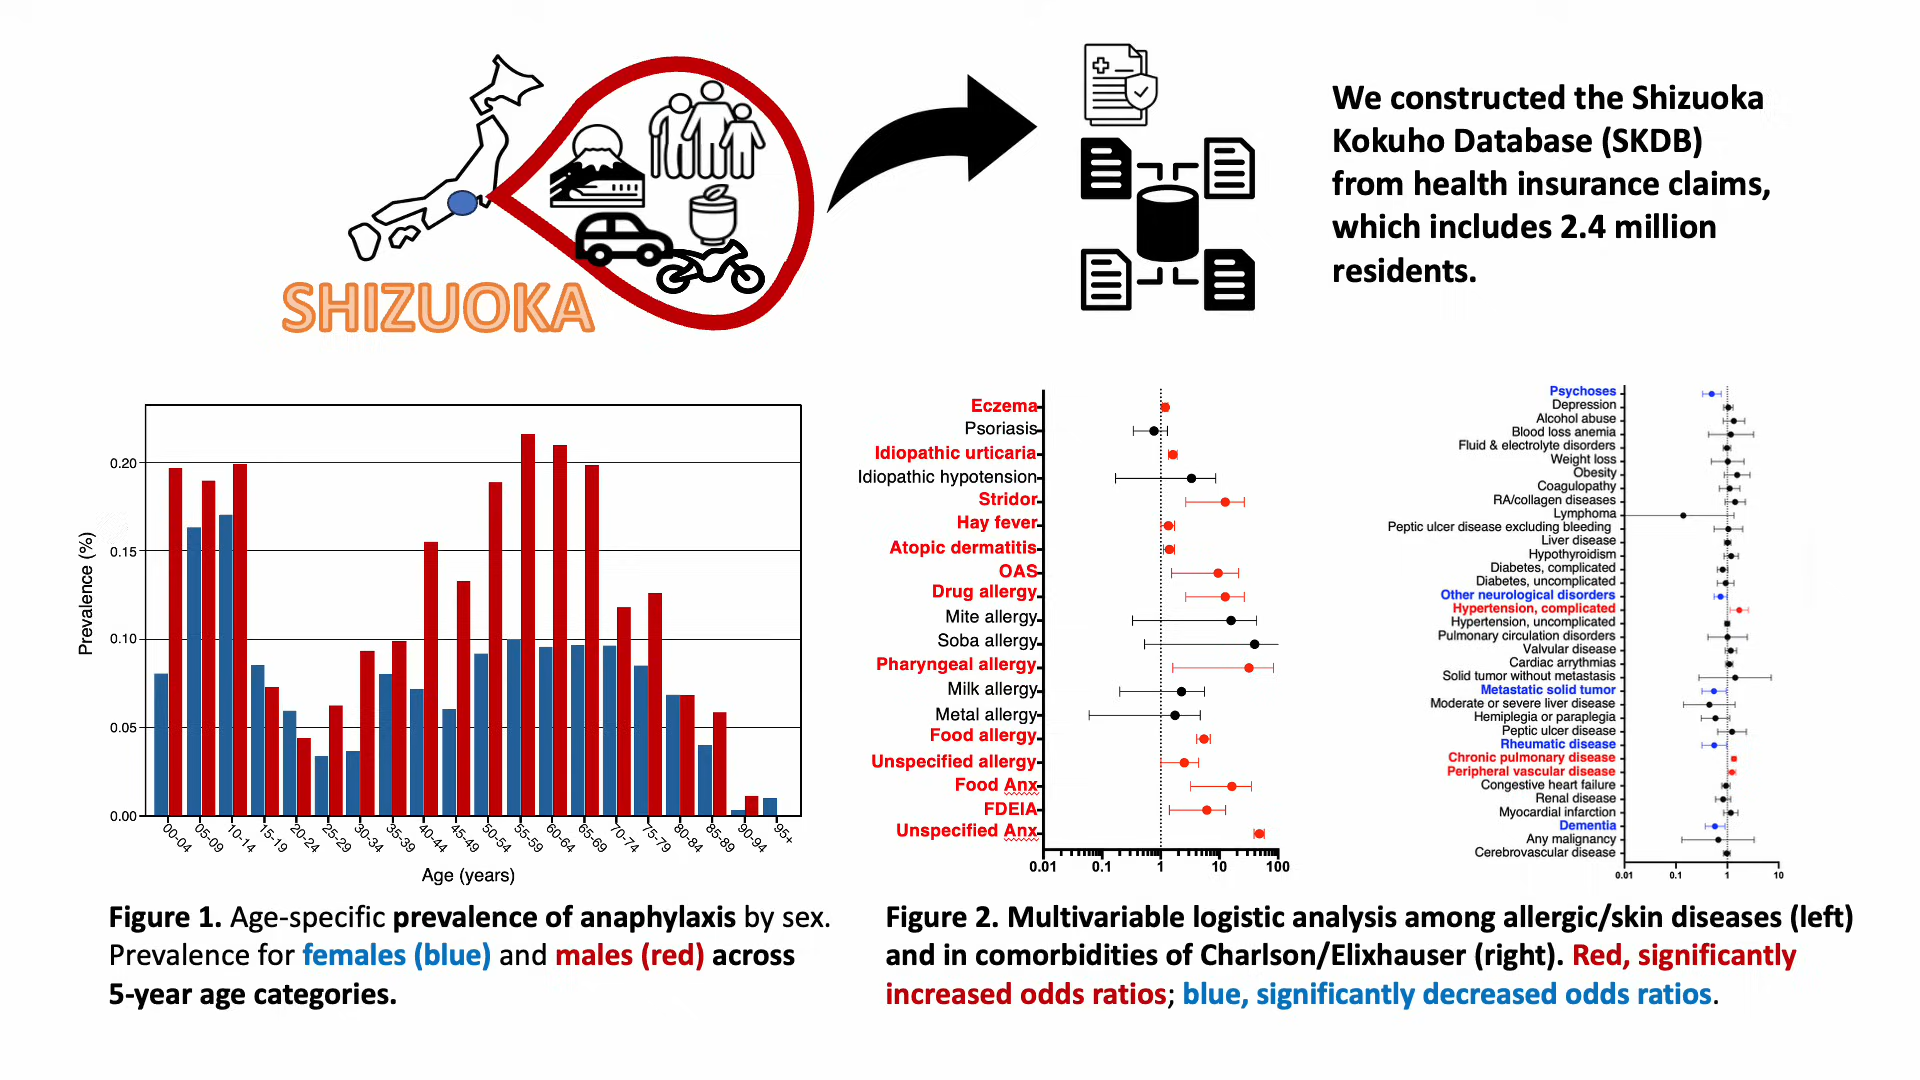 We constructed the Shizuoka
Kokuho Database (SKDB)
from health insurance claims,
which includes 2.4 million
residents.
SHIZUOKA
Prevalence (%)
0.20
0.15
0.10
0.05
0.00
00-04
05-09
10-14
15-19
20-24
25-29
30-34
35-39
40-44
45-49
50-54
55-59
60-64
65-69
70-74
75-79
80-84
85-89
90-94
95+
Age (years)
Figure 1. Age-specific prevalence of anaphylaxis by sex.
Prevalence for females (blue) and males (red) across
5-year age categories.
Eczema
Psoriasis
Idiopathic urticaria
Idiopathic hypotension
Stridor
Hay fever
Atopic dermatitis
OAS
Drug allergy
Mite allergy
Soba allergy
Pharyngeal allergy
Milk allergy
Metal allergy
Food allergy
Unspecified allergy
Food Anx
FDEIA
Unspecified Anx
0.01
0.1
1
10
100
Psychoses
Depression
Alcohol abuse
Blood loss anemia
Fluid & electrolyte disorders
Weight loss
Obesity
Coagulopathy
RA/collagen diseases
Lymphoma
Peptic ulcer disease excluding bleeding
Liver disease
Hypothyroidism
Diabetes, complicated
Diabetes, uncomplicated
Other neurological disorders
Hypertension, complicated
Hypertension, uncomplicated
Pulmonary circulation disorders
Valvular disease
Cardiac arrythmias
Solid tumor without metastasis
Metastatic solid tumor
Moderate or severe liver disease
Hemiplegia or paraplegia
Peptic ulcer disease
Rheumatic disease
Chronic pulmonary disease
Peripheral vascular disease
Congestive heart failure
Renal disease
Myocardial infarction
Dementia
Any malignancy
Cerebrovascular disease
0.01
0.1
1
10
Figure 2. Multivariable logistic analysis among allergic/skin diseases (left)
and in comorbidities of Charlson/Elixhauser (right). Red, significantly
increased odds ratios; blue, significantly decreased odds ratios.